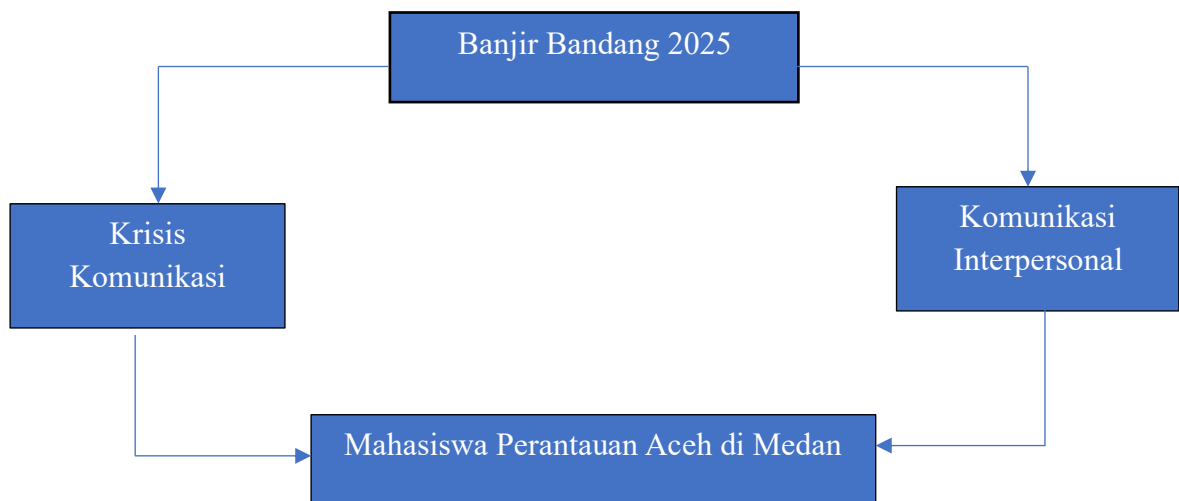 Banjir Bandang 2025
Krisis
Komunikasi
Komunikasi
Interpersonal
Mahasiswa Perantauan Aceh di Medan